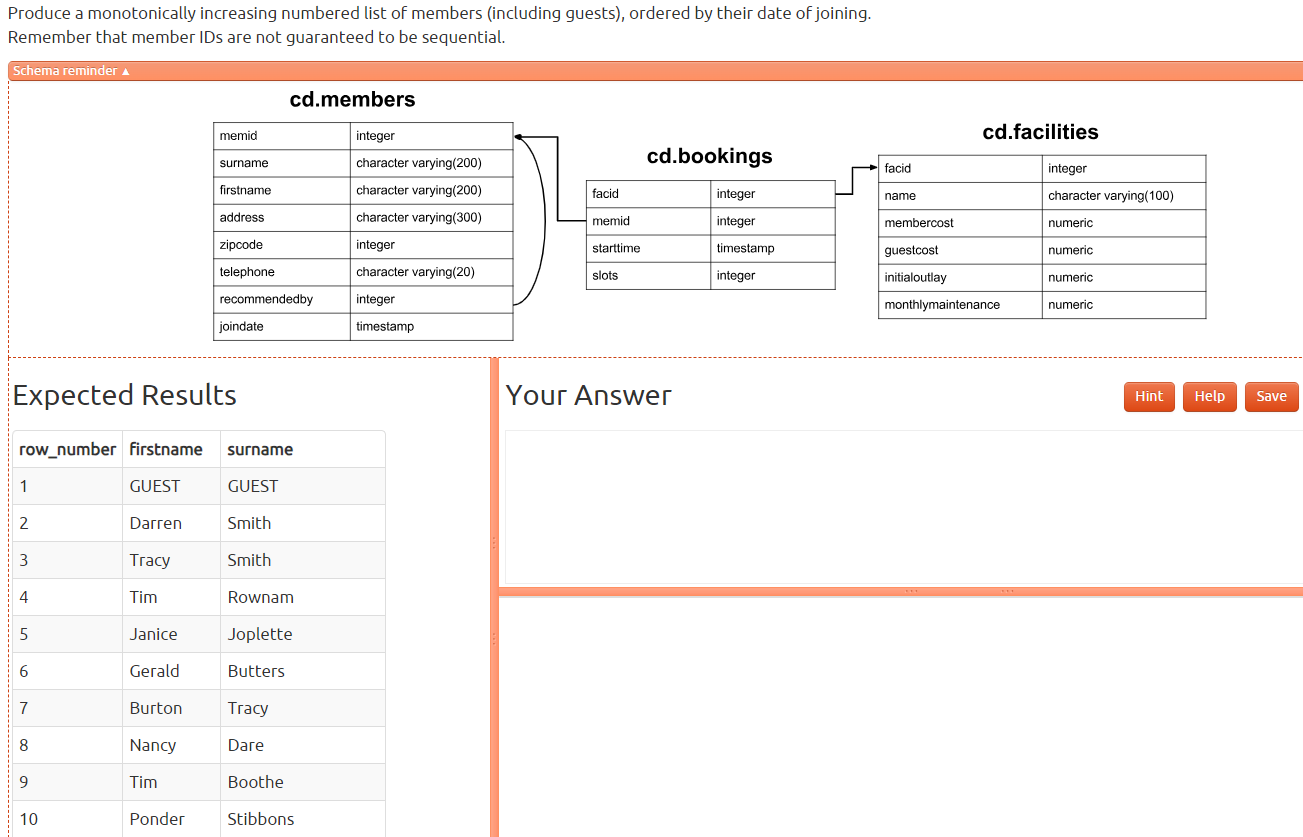 Produce a monotonically increasing numbered list of members (including guests), ordered by their date of joining.
Remember that member IDs are not guaranteed to be sequential.
Schema reminder ▲
cd.members
memid integer
surname character varying(200)
firstname character varying(200)
address character varying(300)
zipcode integer
telephone character varying(20)
recommendedby integer
joindate timestamp
cd.bookings
facid integer
memid integer
starttime timestamp
slots integer
cd.facilities
facid integer
name character varying(100)
membercost numeric
guestcost numeric
initialoutlay numeric
monthlymaintenance numeric
Expected Results
row_number firstname surname
1 GUEST GUEST
2 Darren Smith
3 Tracy Smith
4 Tim Rownam
5 Janice Joplette
6 Gerald Butters
7 Burton Tracy
8 Nancy Dare
9 Tim Boothe
10 Ponder Stibbons
Your Answer
Hint Help Save